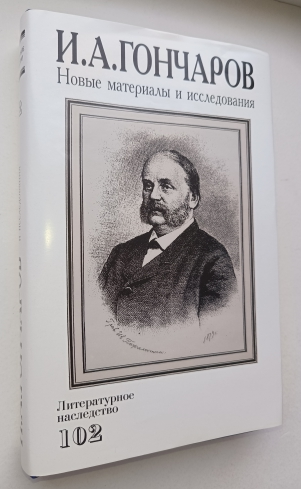 И.А.ГОНЧАРОВ
Новые материалы и исследования
Литературное
наследство
102